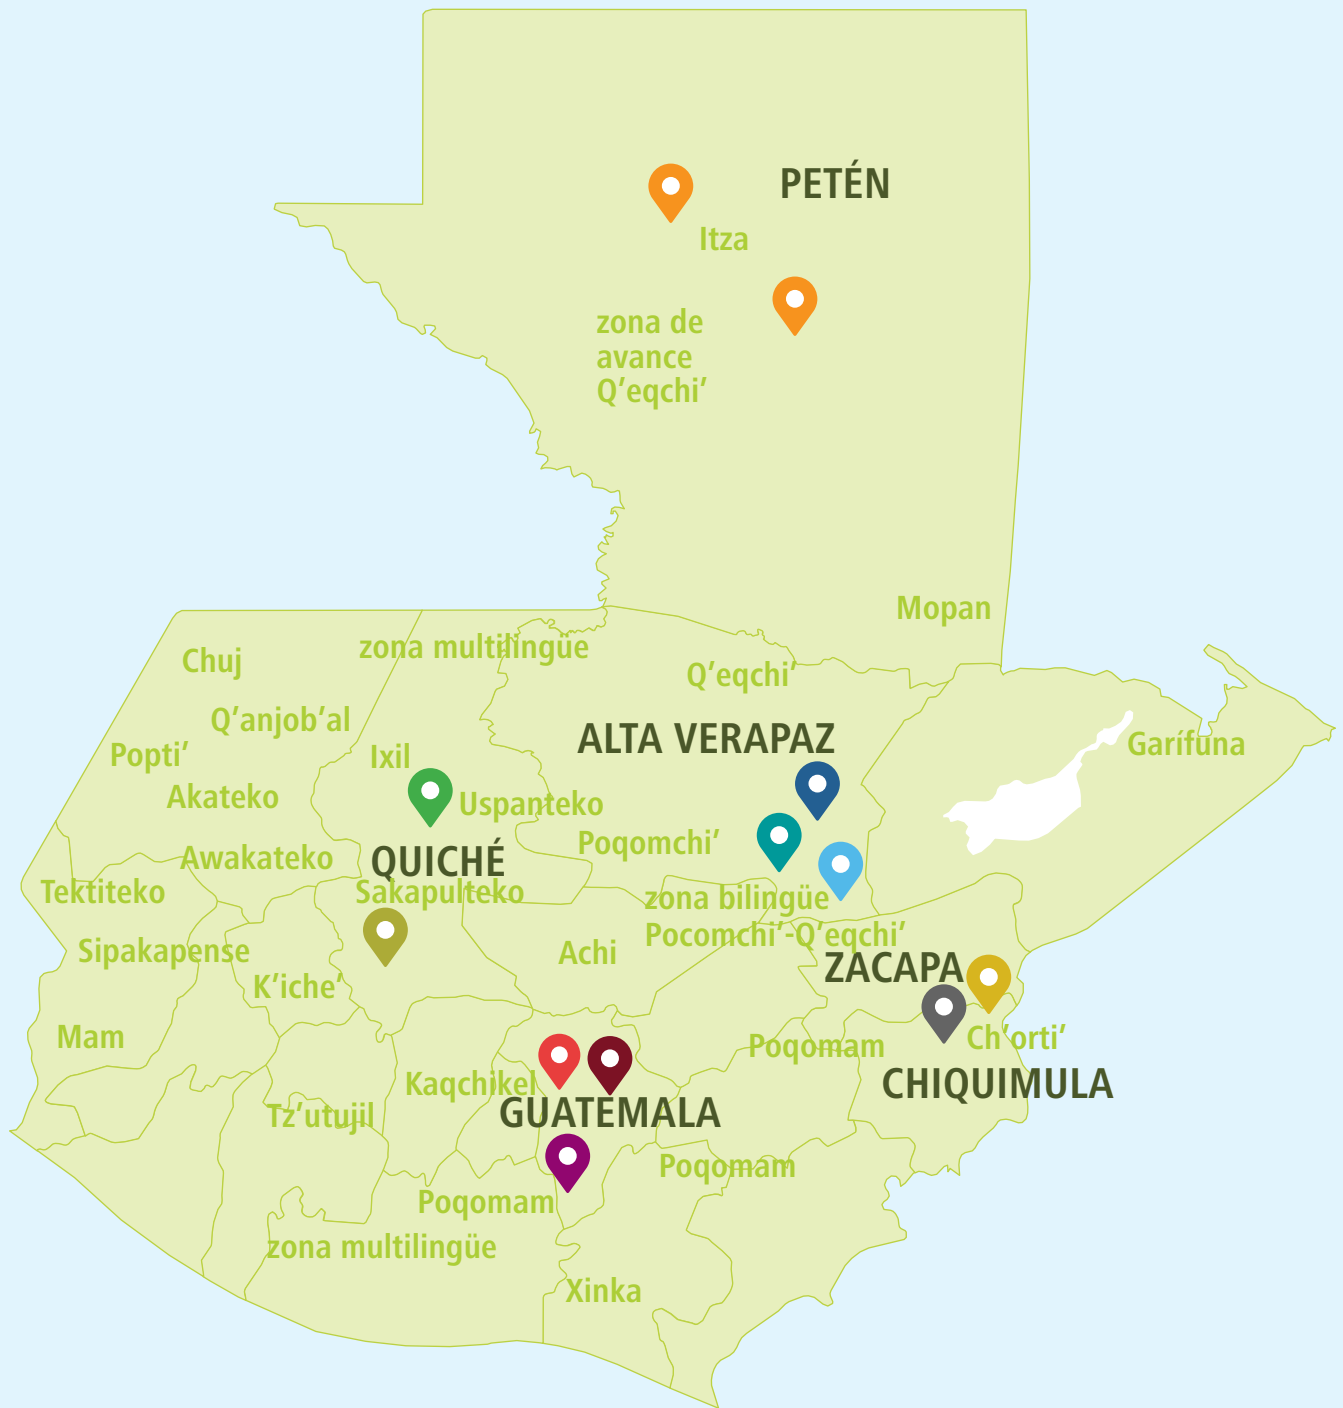 PETÉN
Itza
zona de
avance
Q’eqchi’
Mopan
zona multilingüe
Chuj
Q’eqchi’
Q’anjob’al
ALTA VERAPAZ
Garífuna
Popti’
Ixil
Akateko
Uspanteko
Poqomchi’
Awakateko
QUICHÉ
Tektiteko
Sakapulteko
zona bilingüe
Pocomchi’-Q’eqchi’
Sipakapense
Achi
ZACAPA
K’iche’
Mam
Ch’orti’
Poqomam
Kaqchikel
CHIQUIMULA
GUATEMALA
Tz’utujil
Poqomam
Poqomam
zona multilingüe
Xinka